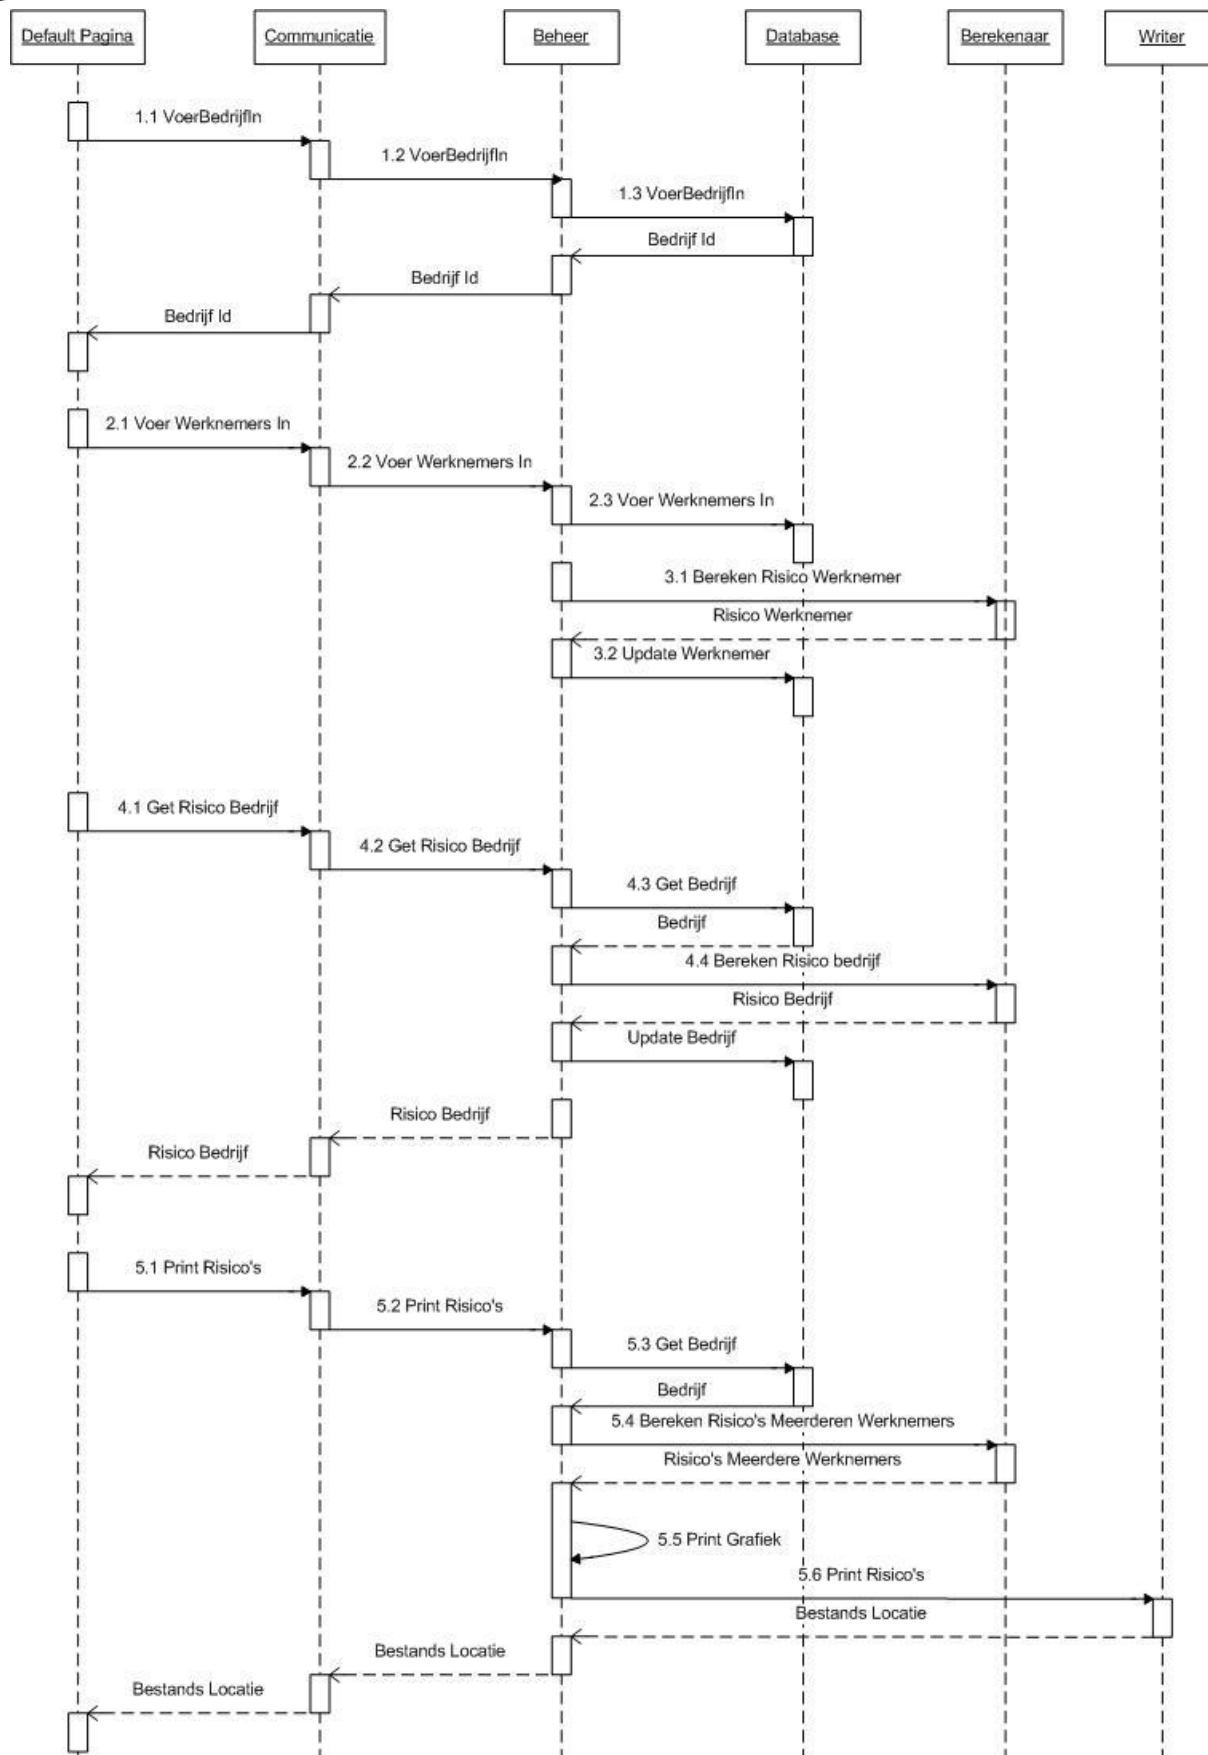 Default Pagina
Communicatie
Beheer
Database
Berekenaar
Writer
1.1 VoerBedrijfIn
1.2 VoerBedrijfIn
1.3 VoerBedrijfIn
Bedrijf Id
Bedrijf Id
Bedrijf Id
2.1 Voer Werknemers In
2.2 Voer Werknemers In
2.3 Voer Werknemers In
3.1 Bereken Risico Werknemer
Risico Werknemer
3.2 Update Werknemer
4.1 Get Risico Bedrijf
4.2 Get Risico Bedrijf
4.3 Get Bedrijf
Bedrijf
4.4 Bereken Risico bedrijf
Risico Bedrijf
Update Bedrijf
Risico Bedrijf
Risico Bedrijf
5.1 Print Risico's
5.2 Print Risico's
5.3 Get Bedrijf
Bedrijf
5.4 Bereken Risico's Meerderen Werknemers
Risico's Meerdere Werknemers
5.5 Print Grafiek
5.6 Print Risico's
Bestands Locatie
Bestands Locatie
Bestands Locatie